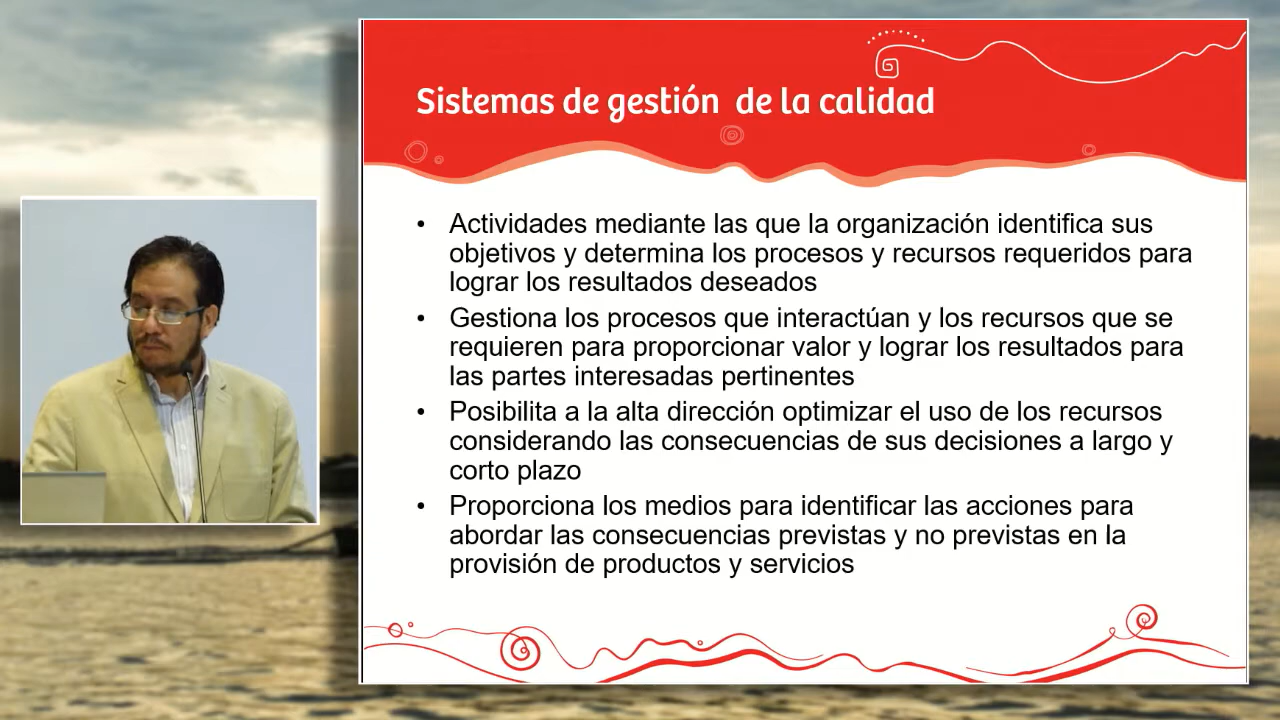 Sistemas de gestión de la calidad
• Actividades mediante las que la organización identifica sus
objetivos y determina los procesos y recursos requeridos para
lograr los resultados deseados
• Gestiona los procesos que interactúan y los recursos que se
requieren para proporcionar valor y lograr los resultados para
las partes interesadas pertinentes
• Posibilita a la alta dirección optimizar el uso de los recursos
considerando las consecuencias de sus decisiones a largo y
corto plazo
• Proporciona los medios para identificar las acciones para
abordar las consecuencias previstas y no previstas en la
provisión de productos y servicios